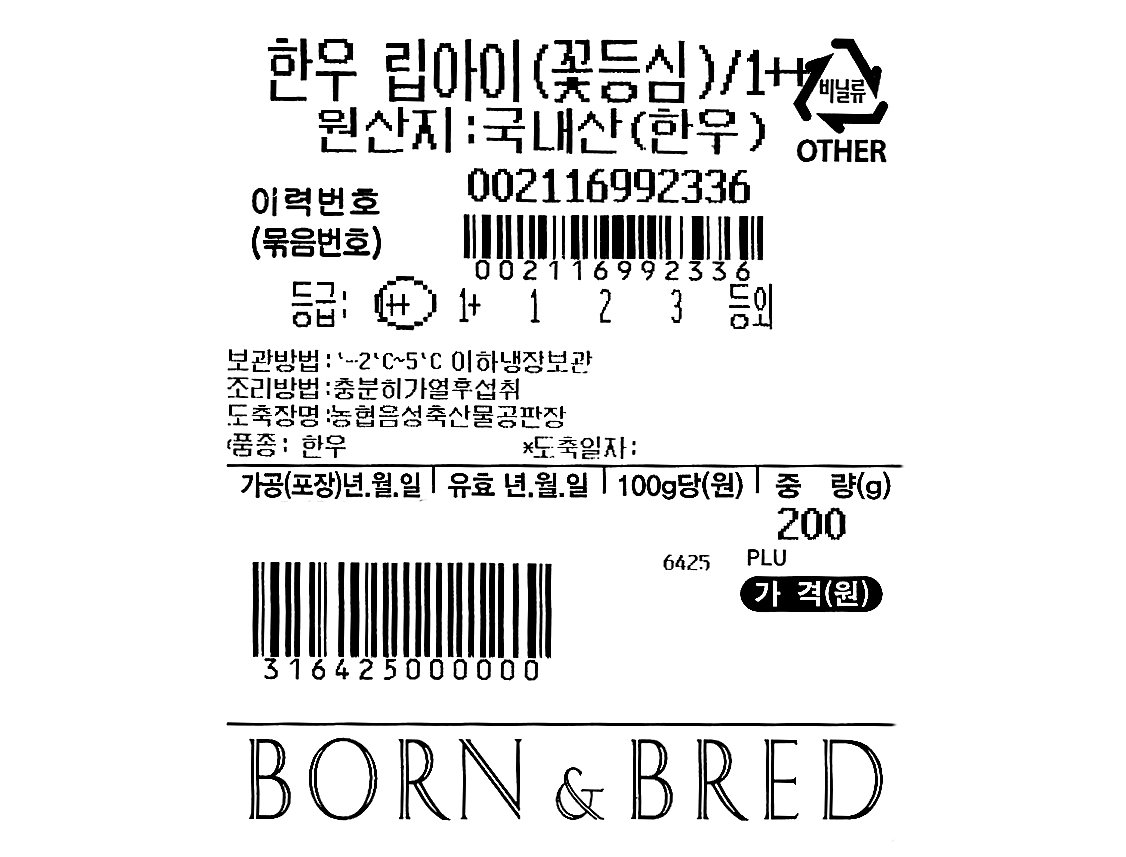 한우 립아이(꽃등심)/1++
비닐류
OTHER
원산지:국내산(한우)
이력번호
(묶음번호)
002116992336
002116992336
등급: 1++ 1+ 1 2 3 등외
보관방법:-2℃~5℃ 이하냉장보관
조리방법:충분히가열후섭취
도축장명:농협음성축산물공판장
품종: 한우 *도축일자:
가공(포장)년.월.일 유효 년.월.일 100g당(원) 중 량(g)
200
6425 PLU
가 격(원)
316425000000
BORN & BRED